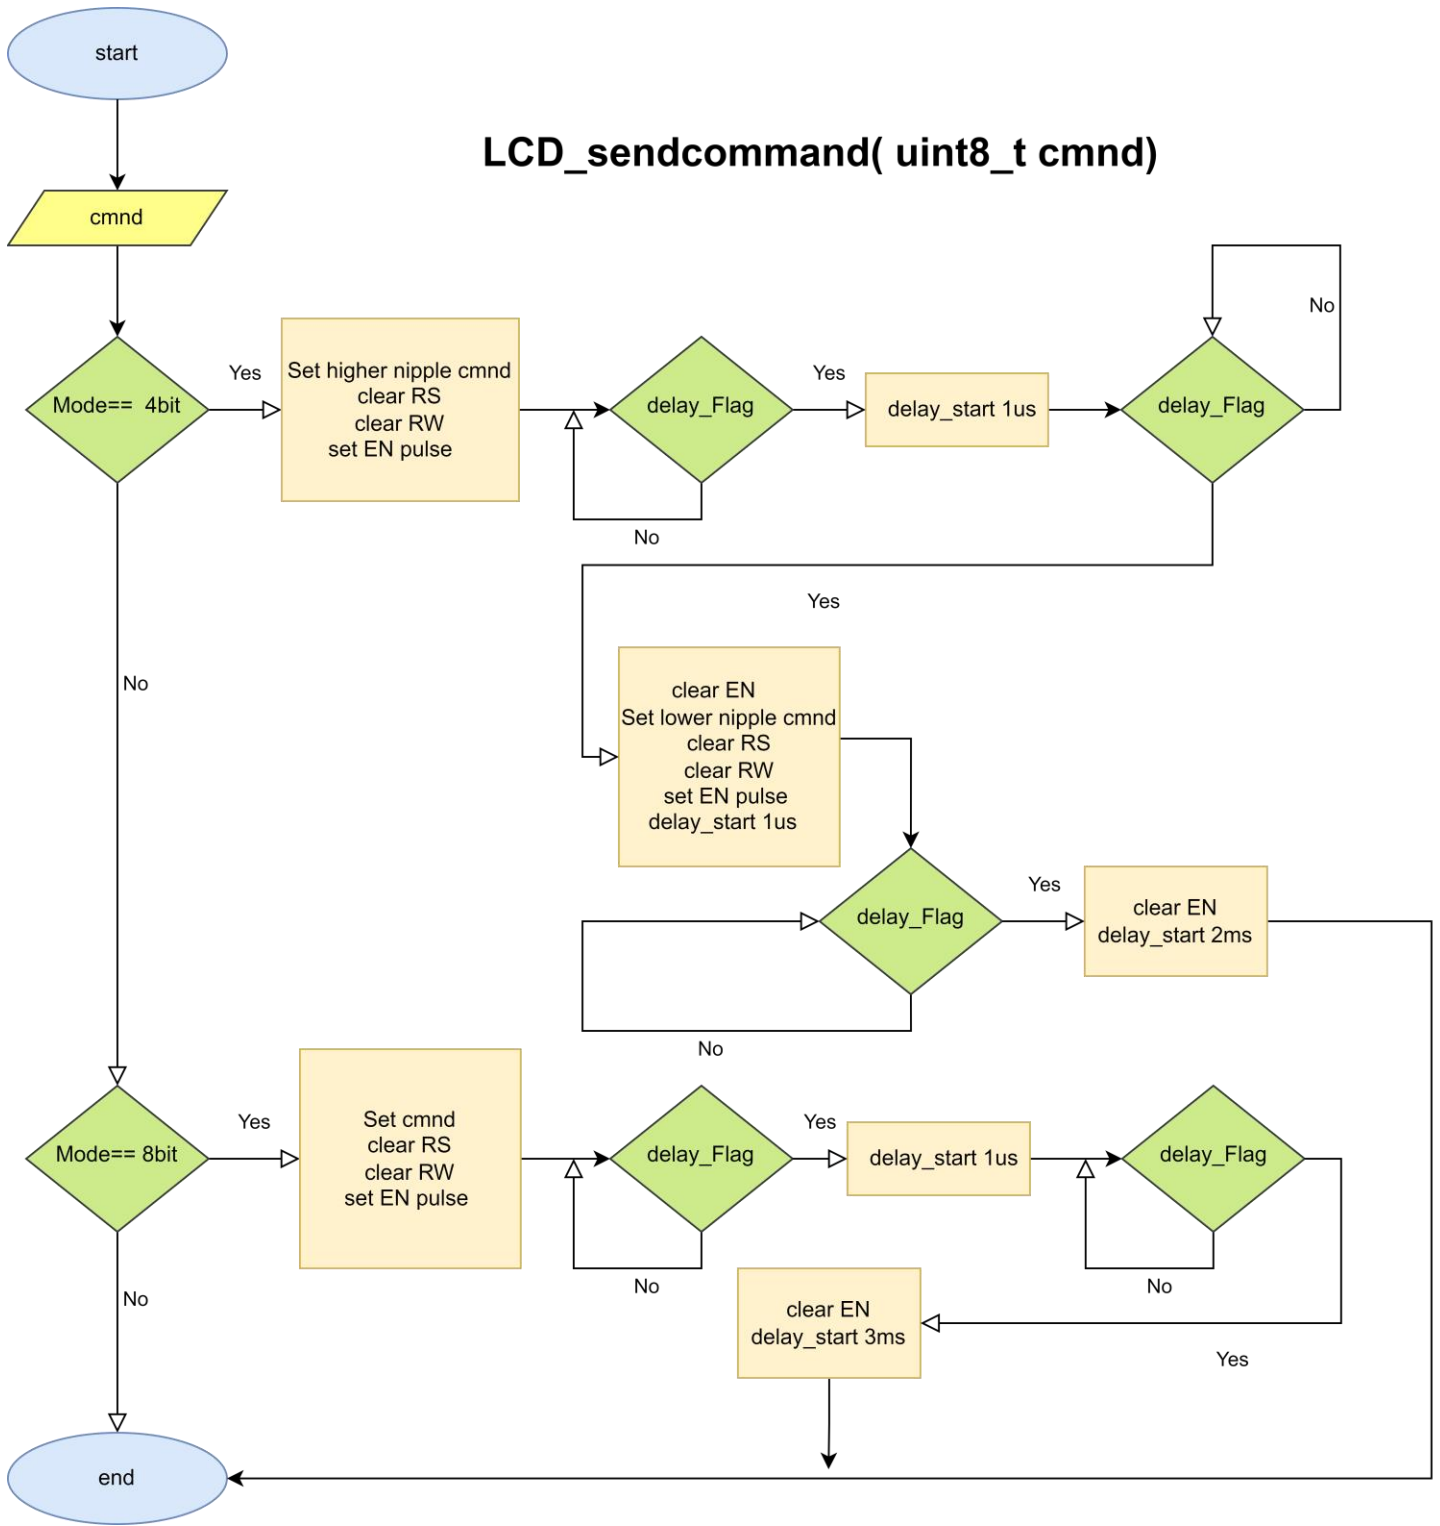 start
LCD_sendcommand( uint8_t cmnd)
cmnd
No
Mode== 4bit
Yes
Set higher nipple cmnd
clear RS
clear RW
set EN pulse
delay_Flag
Yes
delay_start 1us
delay_Flag
No
Yes
No
clear EN
Set lower nipple cmnd
clear RS
clear RW
set EN pulse
delay_start 1us
delay_Flag
Yes
clear EN
delay_start 2ms
No
Mode== 8bit
Yes
Set cmnd
clear RS
clear RW
set EN pulse
delay_Flag
Yes
delay_start 1us
delay_Flag
No
No
No
clear EN
delay_start 3ms
Yes
end